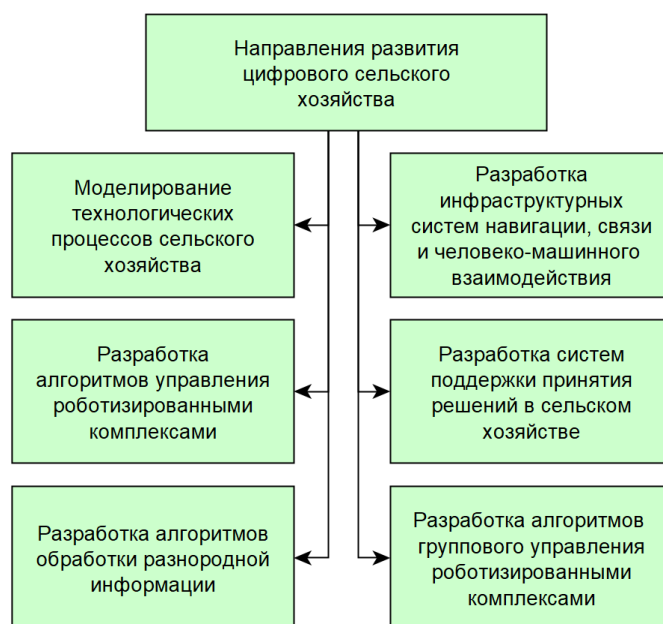 Направления развития
цифрового сельского
хозяйства
Моделирование
технологических
процессов сельского
хозяйства
Разработка
инфраструктурных
систем навигации, связи
и человеко-машинного
взаимодействия
Разработка
алгоритмов управления
роботизированными
комплексами
Разработка систем
поддержки принятия
решений в сельском
хозяйстве
Разработка алгоритмов
обработки разнородной
информации
Разработка алгоритмов
группового управления
роботизированными
комплексами